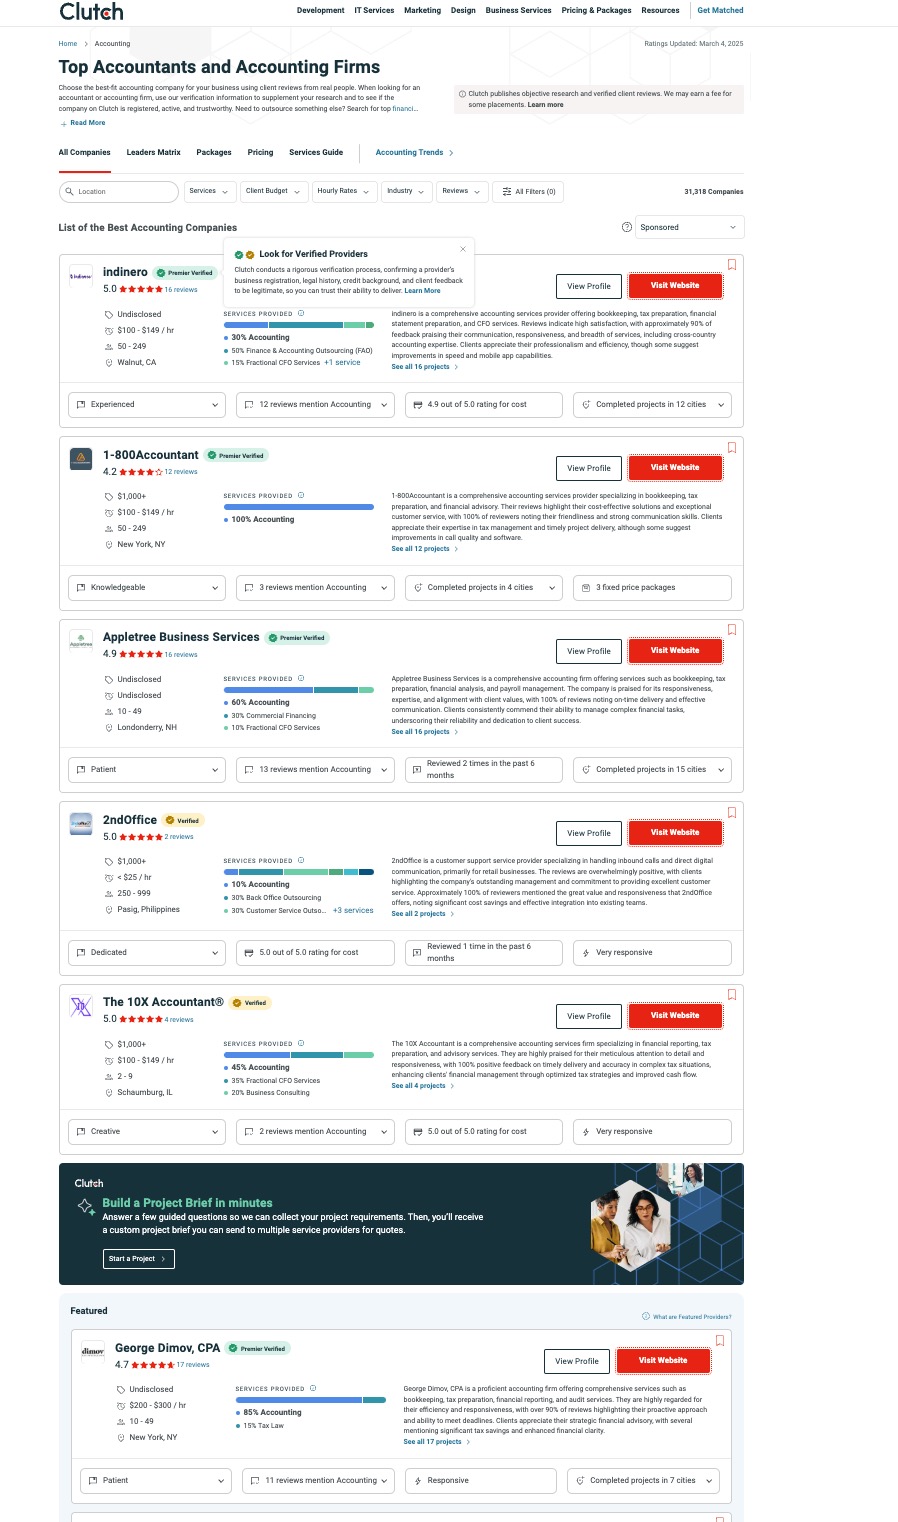 Clutch
Development IT Services Marketing Design Business Services Pricing & Packages Resources Get Matched
Home > Accounting
Ratings Updated: March 4, 2025
Top Accountants and Accounting Firms
Choose the best-fit accounting company for your business using client reviews from real people. When looking for an
accountant or accounting firm, use our verification information to supplement your research and to see if the
company on Clutch is registered, active, and trustworthy. Need to outsource something else? Search for top financi...
+ Read More
Clutch publishes objective research and verified client reviews. We may earn a fee for
some placements. Learn more
All Companies Leaders Matrix Packages Pricing Services Guide Accounting Trends >
Location Services Client Budget Hourly Rates Industry Reviews All Filters (0) 31,318 Companies
List of the Best Accounting Companies
Sponsored
Look for Verified Providers
Clutch conducts a rigorous verification process, confirming a provider's
business registration, legal history, credit background, and client feedback
to be legitimate, so you can trust their ability to deliver. Learn More
indinero
indinero Premier Verified
5.0 16 reviews
View Profile Visit Website
Undisclosed
$100 - $149 / hr
50 - 249
Walnut, CA
SERVICES PROVIDED
30% Accounting
50% Finance & Accounting Outsourcing (FAO)
15% Fractional CFO Services +1 service
indinero is a comprehensive accounting services provider offering bookkeeping, tax preparation, financial
statement preparation, and CFO services. Reviews indicate high satisfaction, with approximately 90% of
feedback praising their communication, responsiveness, and breadth of services, including cross-country
accounting expertise. Clients appreciate their professionalism and efficiency, though some suggest
improvements in speed and mobile app capabilities.
See all 16 projects >
Experienced 12 reviews mention Accounting 4.9 out of 5.0 rating for cost Completed projects in 12 cities
1-800Accountant Premier Verified
4.2 12 reviews
View Profile Visit Website
$1,000+
$100 - $149 / hr
50 - 249
New York, NY
SERVICES PROVIDED
100% Accounting
1-800Accountant is a comprehensive accounting services provider specializing in bookkeeping, tax
preparation, and financial advisory. Their reviews highlight their cost-effective solutions and exceptional
customer service, with 100% of reviewers noting their friendliness and strong communication skills. Clients
appreciate their expertise in tax management and timely project delivery, although some suggest
improvements in call quality and software.
See all 12 projects >
Knowledgeable 3 reviews mention Accounting Completed projects in 4 cities 3 fixed price packages
Appletree
Appletree Business Services Premier Verified
4.9 16 reviews
View Profile Visit Website
Undisclosed
Undisclosed
10 - 49
Londonderry, NH
SERVICES PROVIDED
60% Accounting
30% Commercial Financing
10% Fractional CFO Services
Appletree Business Services is a comprehensive accounting firm offering services such as bookkeeping, tax
preparation, financial analysis, and payroll management. The company is praised for its responsiveness,
expertise, and alignment with client values, with 100% of reviews noting on-time delivery and effective
communication. Clients consistently commend their ability to manage complex financial tasks,
underscoring their reliability and dedication to client success.
See all 16 projects >
Patient 13 reviews mention Accounting Reviewed 2 times in the past 6 months Completed projects in 15 cities
2ndOffice Verified
5.0 2 reviews
View Profile Visit Website
$1,000+
< $25 / hr
250 - 999
Pasig, Philippines
SERVICES PROVIDED
10% Accounting
30% Back Office Outsourcing
30% Customer Service Outso... +3 services
2ndOffice is a customer support service provider specializing in handling inbound calls and direct digital
communication, primarily for retail businesses. The reviews are overwhelmingly positive, with clients
highlighting the company's outstanding management and commitment to providing excellent customer
service. Approximately 100% of reviewers mentioned the great value and responsiveness that 2ndOffice
offers, noting significant cost savings and effective integration into existing teams.
See all 2 projects >
Dedicated 5.0 out of 5.0 rating for cost Reviewed 1 time in the past 6 months Very responsive
The 10X Accountant® Verified
5.0 4 reviews
View Profile Visit Website
$1,000+
$100 - $149 / hr
2 - 9
Schaumburg, IL
SERVICES PROVIDED
45% Accounting
35% Fractional CFO Services
20% Business Consulting
The 10X Accountant is a comprehensive accounting services firm specializing in financial reporting, tax
preparation, and advisory services. They are highly praised for their meticulous attention to detail and
responsiveness, with 100% positive feedback on timely delivery and accuracy in complex tax situations,
enhancing clients' financial management through optimized tax strategies and improved cash flow.
See all 4 projects >
Creative 2 reviews mention Accounting 5.0 out of 5.0 rating for cost Very responsive
Clutch
Build a Project Brief in minutes
Answer a few guided questions so we can collect your project requirements. Then, you'll receive
a custom project brief you can send to multiple service providers for quotes.
Start a Project >
Featured
What are Featured Providers?
dimov
George Dimov, CPA Premier Verified
4.7 17 reviews
View Profile Visit Website
Undisclosed
$200 - $300 / hr
10 - 49
New York, NY
SERVICES PROVIDED
85% Accounting
15% Tax Law
George Dimov, CPA is a proficient accounting firm offering comprehensive services such as
bookkeeping, tax preparation, financial reporting, and audit services. They are highly regarded for
their efficiency and responsiveness, with over 90% of reviews highlighting their proactive approach
and ability to meet deadlines. Clients appreciate their strategic financial advisory, with several
mentioning significant tax savings and enhanced financial clarity.
See all 17 projects >
Patient 11 reviews mention Accounting Responsive Completed projects in 7 cities